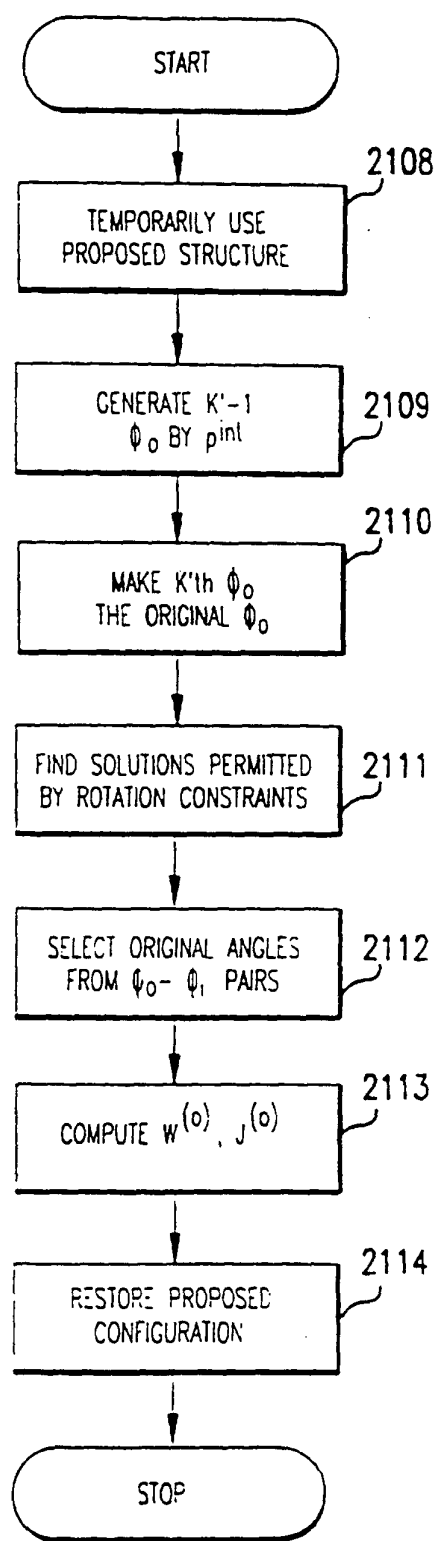 START
2108
TEMPORARILY USE
PROPOSED STRUCTURE
GENERATE K'-1
ϕ₀ BY pⁱⁿᵗ
2109
2110
MAKE K'th ϕ₀
THE ORIGINAL ϕ₀
FIND SOLUTIONS PERMITTED
BY ROTATION CONSTRAINTS
2111
SELECT ORIGINAL ANGLES
FROM ϕ₀- ϕ₁ PAIRS
2112
2113
COMPUTE W⁽⁰⁾, J⁽⁰⁾
2114
RESTORE PROPOSED
CONFIGURATION
STOP